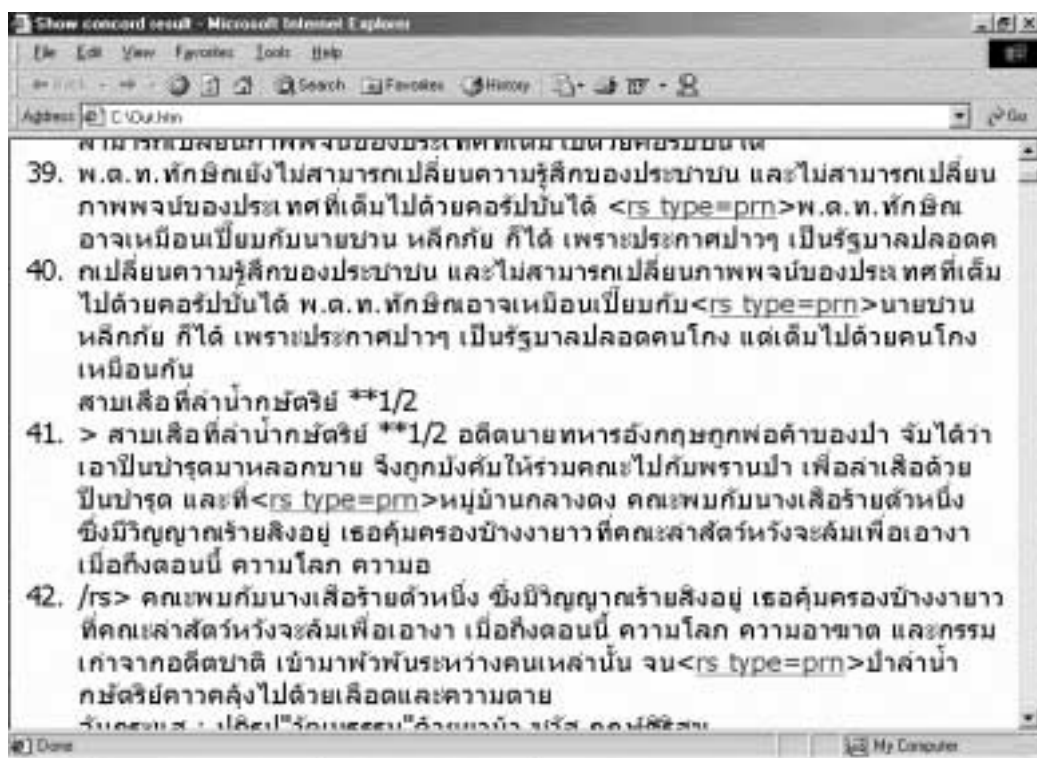 Show concord result - Microsoft Internet Explorer
File Edit View Favorites Tools Help
Search Favorites History
Address C:\Out.htm Go
39. พ.ต.ท.ทักษิณยังไม่สามารถเปลี่ยนความรู้สึกของประชาชน และไม่สามารถเปลี่ยน
ภาพพจน์ของประเทศที่เต็มไปด้วยคอรัปชั่นได้ <rs type=prn>พ.ต.ท.ทักษิณ
อาจเหมือนเปี๊ยบกับนายชวน หลีกภัย ก็ได้ เพราะประกาศปาวๆ เป็นรัฐบาลปลอดค
40. ถเปลี่ยนความรู้สึกของประชาชน และไม่สามารถเปลี่ยนภาพพจน์ของประเทศที่เต็ม
ไปด้วยคอรัปชั่นได้ พ.ต.ท.ทักษิณอาจเหมือนเปี๊ยบกับ<rs type=prn>นายชวน
หลีกภัย ก็ได้ เพราะประกาศปาวๆ เป็นรัฐบาลปลอดคนโกง แต่เต็มไปด้วยคนโกง
เหมือนกัน
สาบเสือที่ลำน้ำกษัตริย์ **1/2
41. > สาบเสือที่ลำน้ำกษัตริย์ **1/2 อดีตนายทหารอังกฤษถูกพ่อค้าของป่า จับได้ว่า
เอาปืนชำรุดมาหลอกขาย จึงถูกบังคับให้ร่วมคณะไปกับพรานป่า เพื่อล่าเสือด้วย
ปืนชำรุด และที่<rs type=prn>หมู่บ้านกลางดง คณะพบกับนางเสือร้ายตัวหนึ่ง
ซึ่งมีวิญญาณร้ายสิงอยู่ เธอคุ้มครองช้างงายาวที่คณะล่าสัตว์หวังจะล้มเพื่อเอางา
เมื่อถึงตอนนี้ ความโลภ ความอ
42. /rs> คณะพบกับนางเสือร้ายตัวหนึ่ง ซึ่งมีวิญญาณร้ายสิงอยู่ เธอคุ้มครองช้างงายาว
ที่คณะล่าสัตว์หวังจะล้มเพื่อเอางา เมื่อถึงตอนนี้ ความโลภ ความอาฆาต และกรรม
เก่าจากอดีตชาติ เข้ามาพัวพันระหว่างคนเหล่านั้น จน<rs type=prn>ป่าลำน้ำ
กษัตริย์คาวคลุ้งไปด้วยเลือดและความตาย
Done My Computer